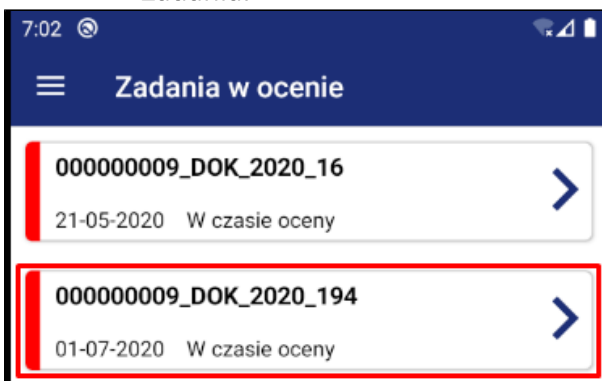 7:02
Zadania w ocenie
000000009_DOK_2020_16
21-05-2020 W czasie oceny
000000009_DOK_2020_194
01-07-2020 W czasie oceny